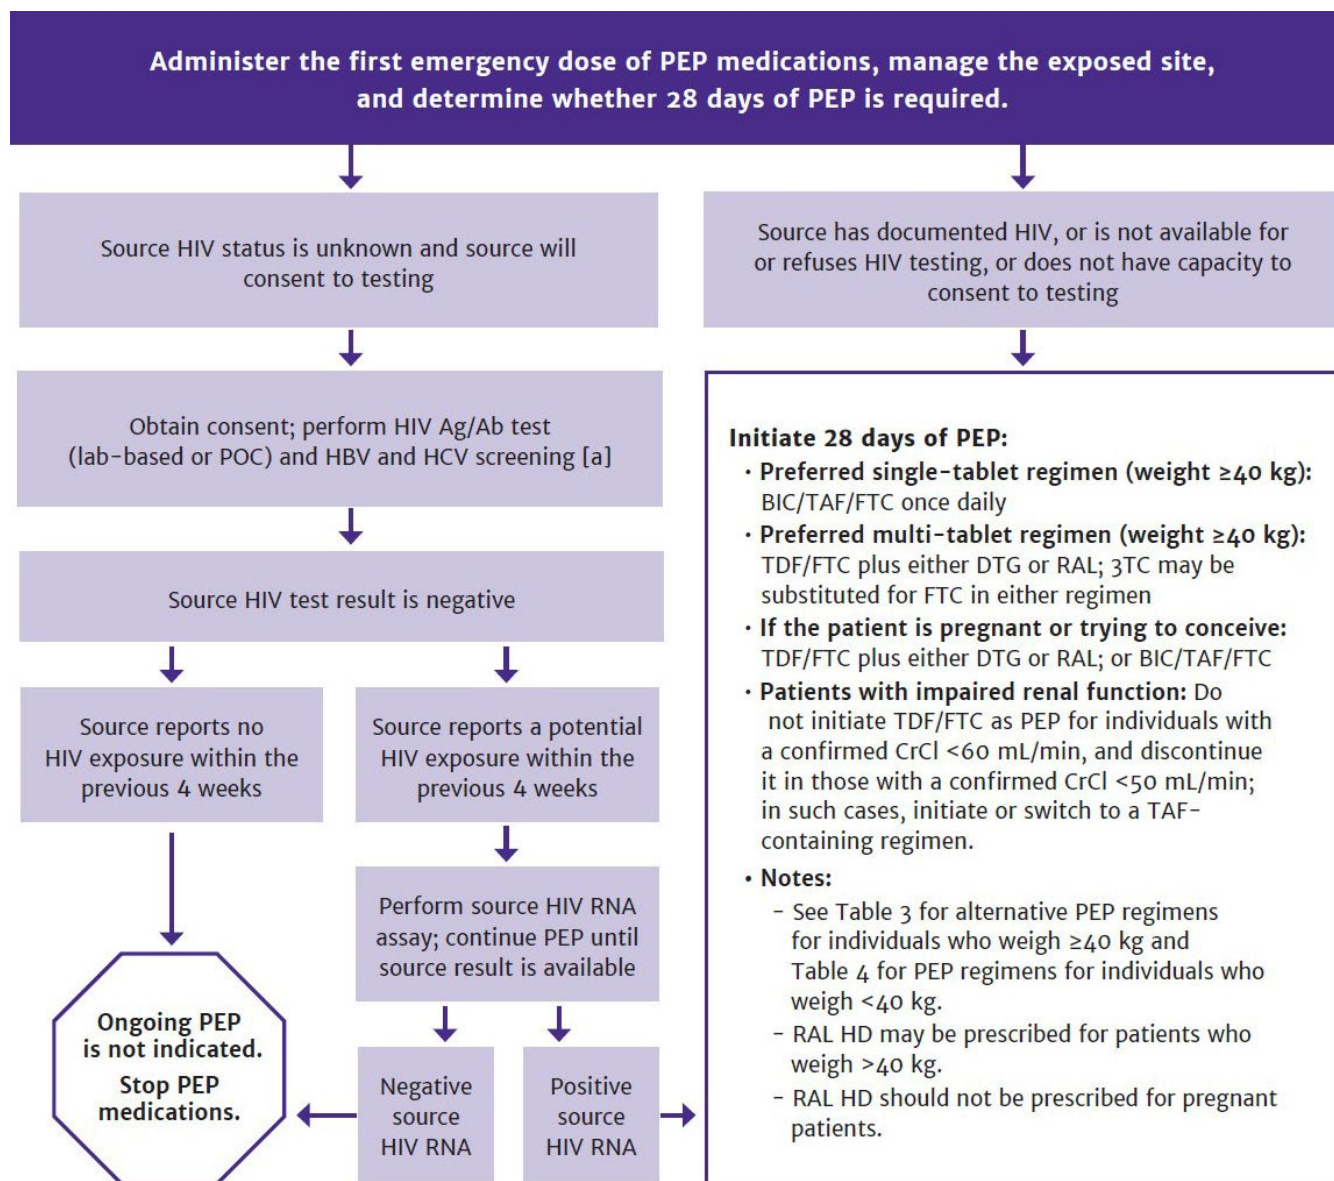 Administer the first emergency dose of PEP medications, manage the exposed site,
and determine whether 28 days of PEP is required.
Source HIV status is unknown and source will
consent to testing
Source has documented HIV, or is not available for
or refuses HIV testing, or does not have capacity to
consent to testing
Obtain consent; perform HIV Ag/Ab test
(lab-based or POC) and HBV and HCV screening [a]
Source HIV test result is negative
Source reports no
HIV exposure within the
previous 4 weeks
Source reports a potential
HIV exposure within the
previous 4 weeks
Perform source HIV RNA
assay; continue PEP until
source result is available
Ongoing PEP
is not indicated.
Stop PEP
medications.
Negative
source
HIV RNA
Positive
source
HIV RNA
Initiate 28 days of PEP:
• Preferred single-tablet regimen (weight ≥40 kg):
BIC/TAF/FTC once daily
• Preferred multi-tablet regimen (weight ≥40 kg):
TDF/FTC plus either DTG or RAL; 3TC may be
substituted for FTC in either regimen
• If the patient is pregnant or trying to conceive:
TDF/FTC plus either DTG or RAL; or BIC/TAF/FTC
• Patients with impaired renal function: Do
not initiate TDF/FTC as PEP for individuals with
a confirmed CrCl <60 mL/min, and discontinue
it in those with a confirmed CrCl <50 mL/min;
in such cases, initiate or switch to a TAF-
containing regimen.
• Notes:
– See Table 3 for alternative PEP regimens
for individuals who weigh ≥40 kg and
Table 4 for PEP regimens for individuals who
weigh <40 kg.
– RAL HD may be prescribed for patients who
weigh >40 kg.
– RAL HD should not be prescribed for pregnant
patients.